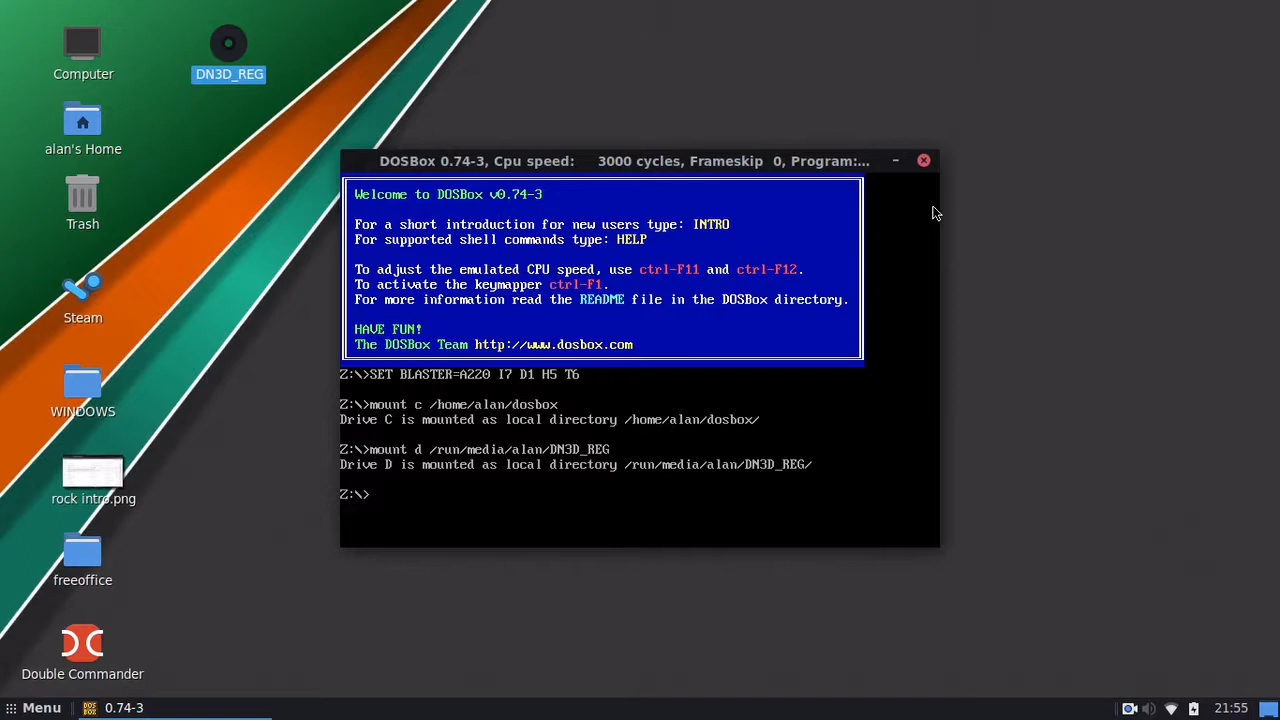 Computer
DN3D_REG
alan's Home
Trash
Steam
WINDOWS
rock intro.png
freeoffice
Double Commander
DOSBox 0.74-3, Cpu speed:    3000 cycles, Frameskip  0, Program:...
Welcome to DOSBox v0.74-3
For a short introduction for new users type: INTRO
For supported shell commands type: HELP
To adjust the emulated CPU speed, use ctrl-F11 and ctrl-F12.
To activate the keymapper ctrl-F1.
For more information read the README file in the DOSBox directory.
HAVE FUN!
The DOSBox Team http://www.dosbox.com
Z:\>SET BLASTER=A220 I7 D1 H5 T6
Z:\>mount c /home/alan/dosbox
Drive C is mounted as local directory /home/alan/dosbox/
Z:\>mount d /run/media/alan/DN3D_REG
Drive D is mounted as local directory /run/media/alan/DN3D_REG/
Z:\>
Menu
DOS BOX
0.74-3
21:55